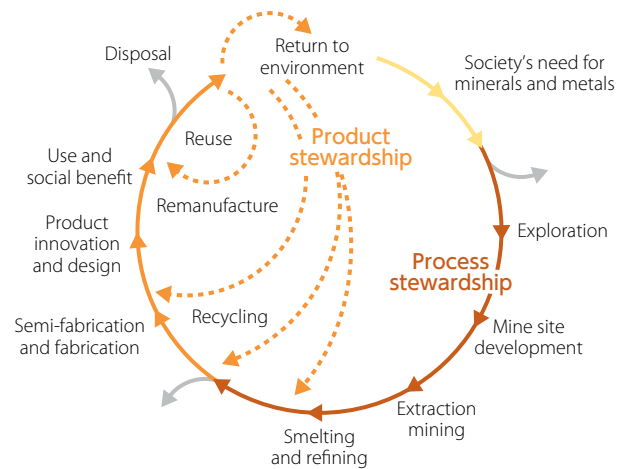 Return to
environment
Society's need for
minerals and metals
Disposal
Reuse
Product
stewardship
Use and
social benefit
Remanufacture
Product
innovation
and design
Exploration
Process
stewardship
Recycling
Semi-fabrication
and fabrication
Mine site
development
Extraction
mining
Smelting
and refining